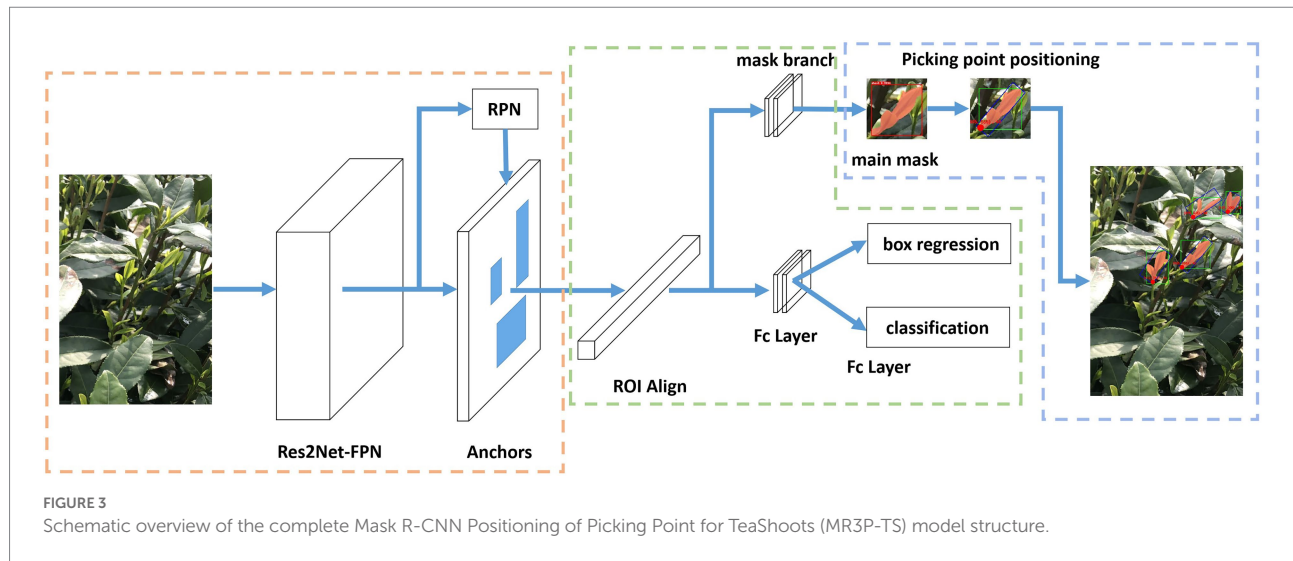 mask branch
Picking point positioning
RPN
main mask
box regression
Fc Layer
classification
Fc Layer
ROI Align
Res2Net-FPN
Anchors
FIGURE 3
Schematic overview of the complete Mask R-CNN Positioning of Picking Point for TeaShoots (MR3P-TS) model structure.